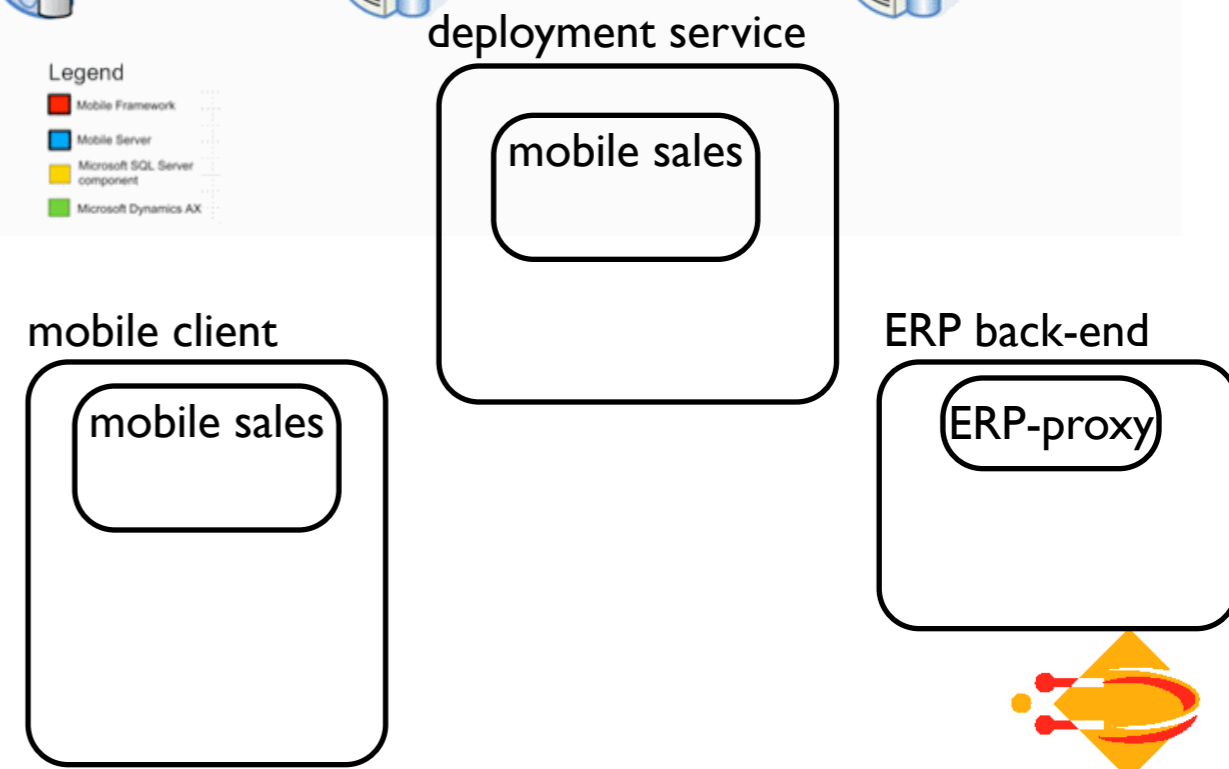 deployment service
Legend
Mobile Framework
Mobile Server
Microsoft SQL Server
component
Microsoft Dynamics AX
mobile sales
mobile client
mobile sales
ERP back-end
ERP-proxy